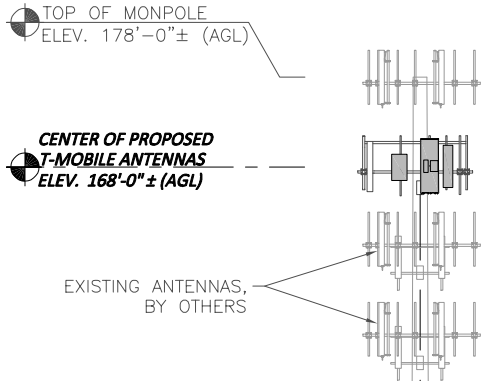 TOP OF MONPOLE
ELEV. 178'-0"± (AGL)
CENTER OF PROPOSED
T-MOBILE ANTENNAS
ELEV. 168'-0" ± (AGL)
EXISTING ANTENNAS,
BY OTHERS